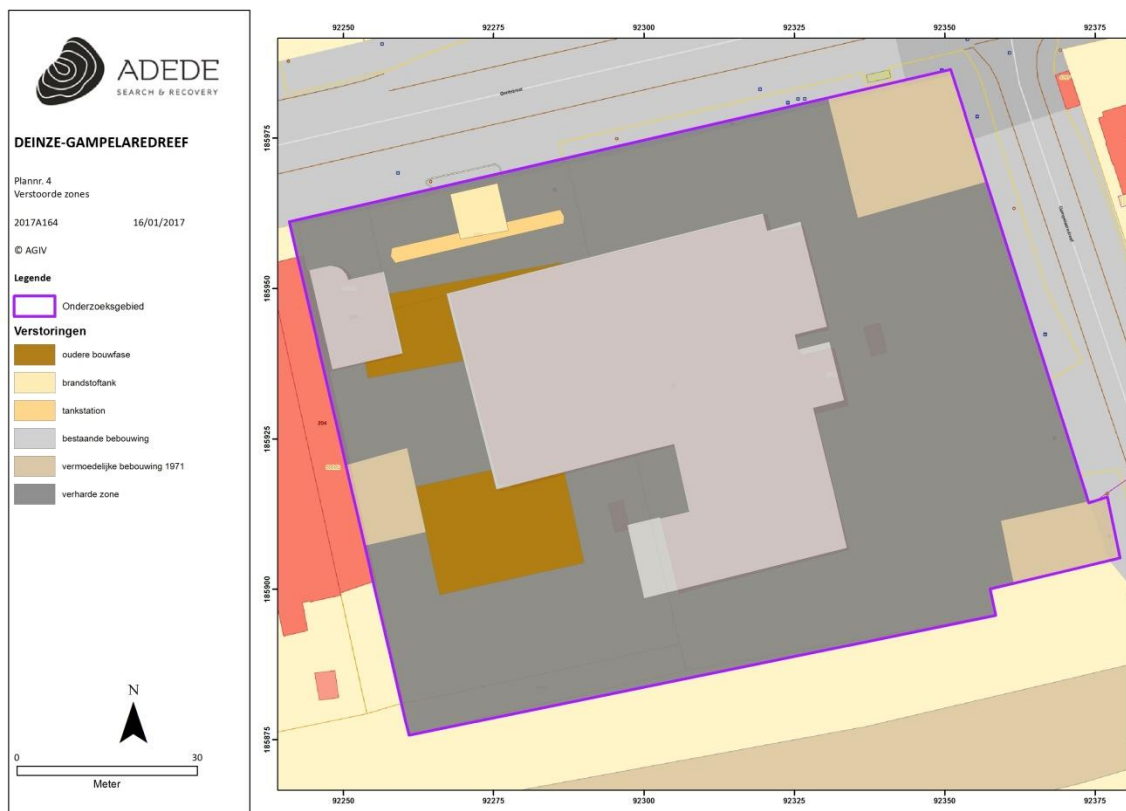 ADEDE
SEARCH & RECOVERY
DEINZE-GAMPELAREDREEF
Plannr. 4
Verstoorde zones
2017A164 16/01/2017
© AGIV
Legende
Onderzoeksgebied
Verstoringen
oudere bouwfase
brandstoftank
tankstation
bestaande bebouwing
vermoedelijke bebouwing 1971
verharde zone
N
0 30
Meter
92250 92275 92300 92325 92350 92375
185975
185950
185925
185900
185875
92250 92275 92300 92325 92350 92375